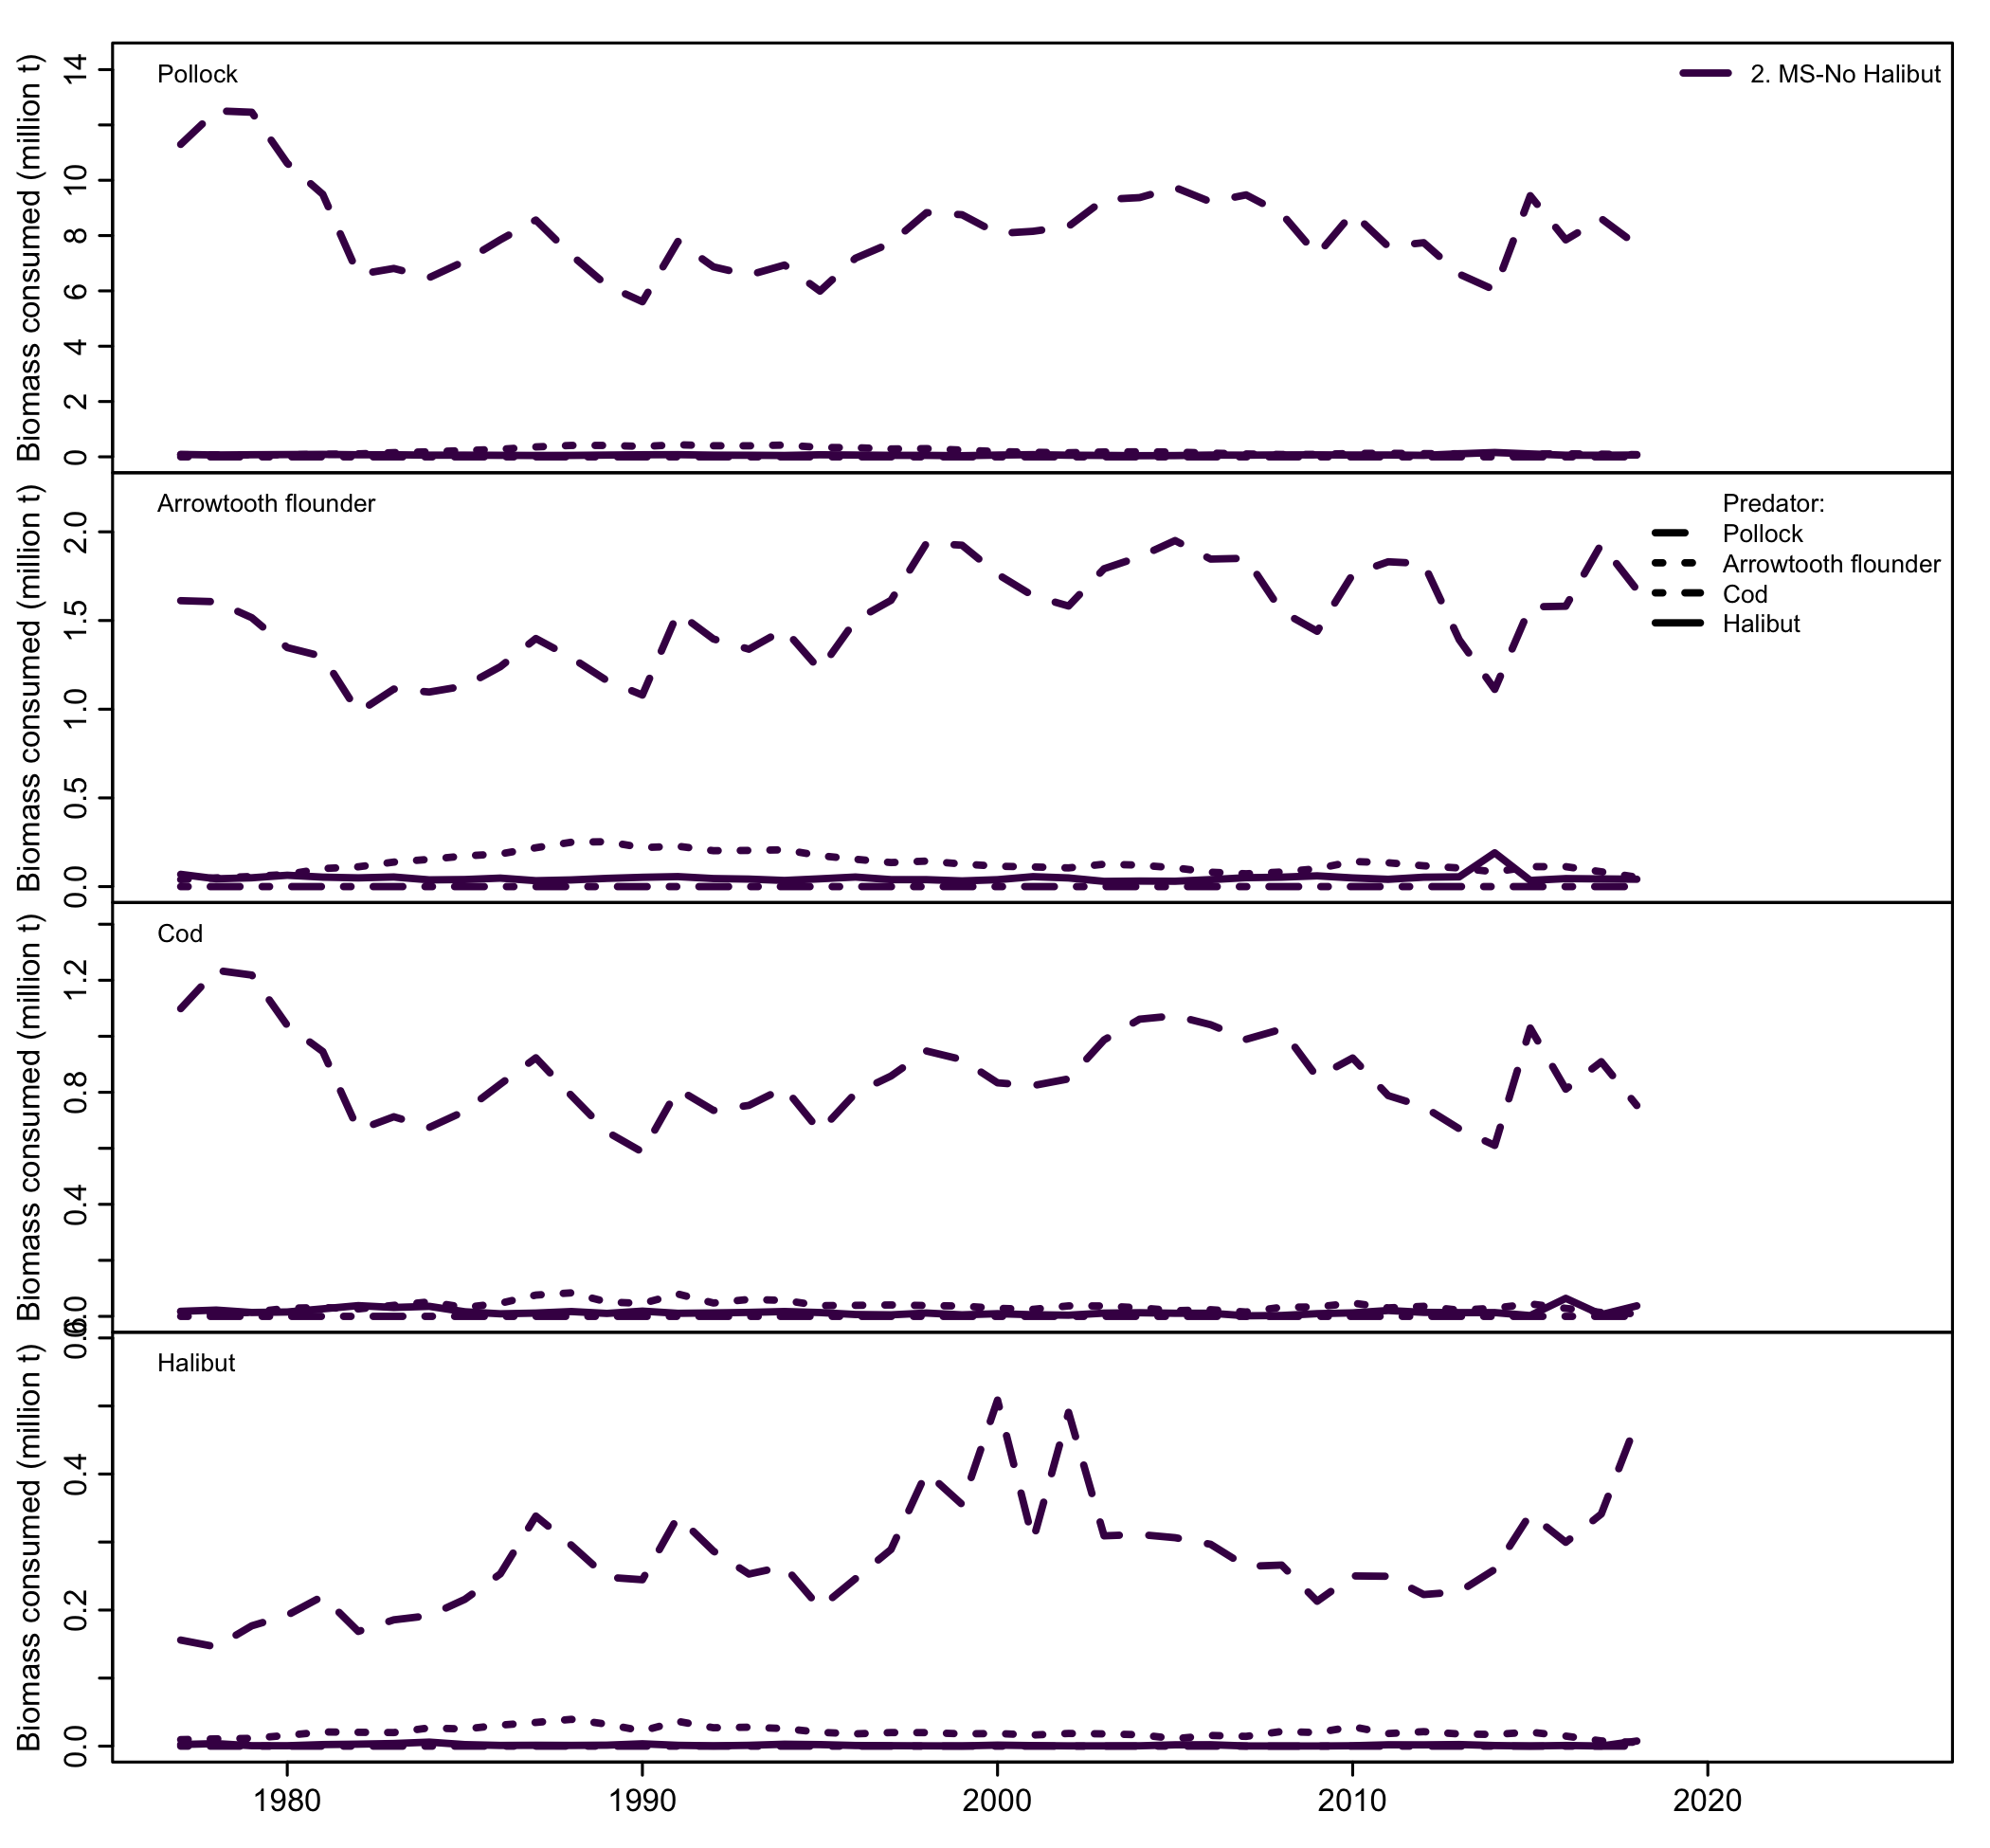 Biomass consumed (million t)
14
10
8
6
4
2
0
Pollock
2. MS-No Halibut
Biomass consumed (million t)
2.0
1.5
1.0
0.5
0.0
Arrowtooth flounder
Predator:
Pollock
Arrowtooth flounder
Cod
Halibut
Biomass consumed (million t)
1.2
0.8
0.4
0.0
Cod
Biomass consumed (million t)
0.6
0.4
0.2
0.0
Halibut
1980 1990 2000 2010 2020